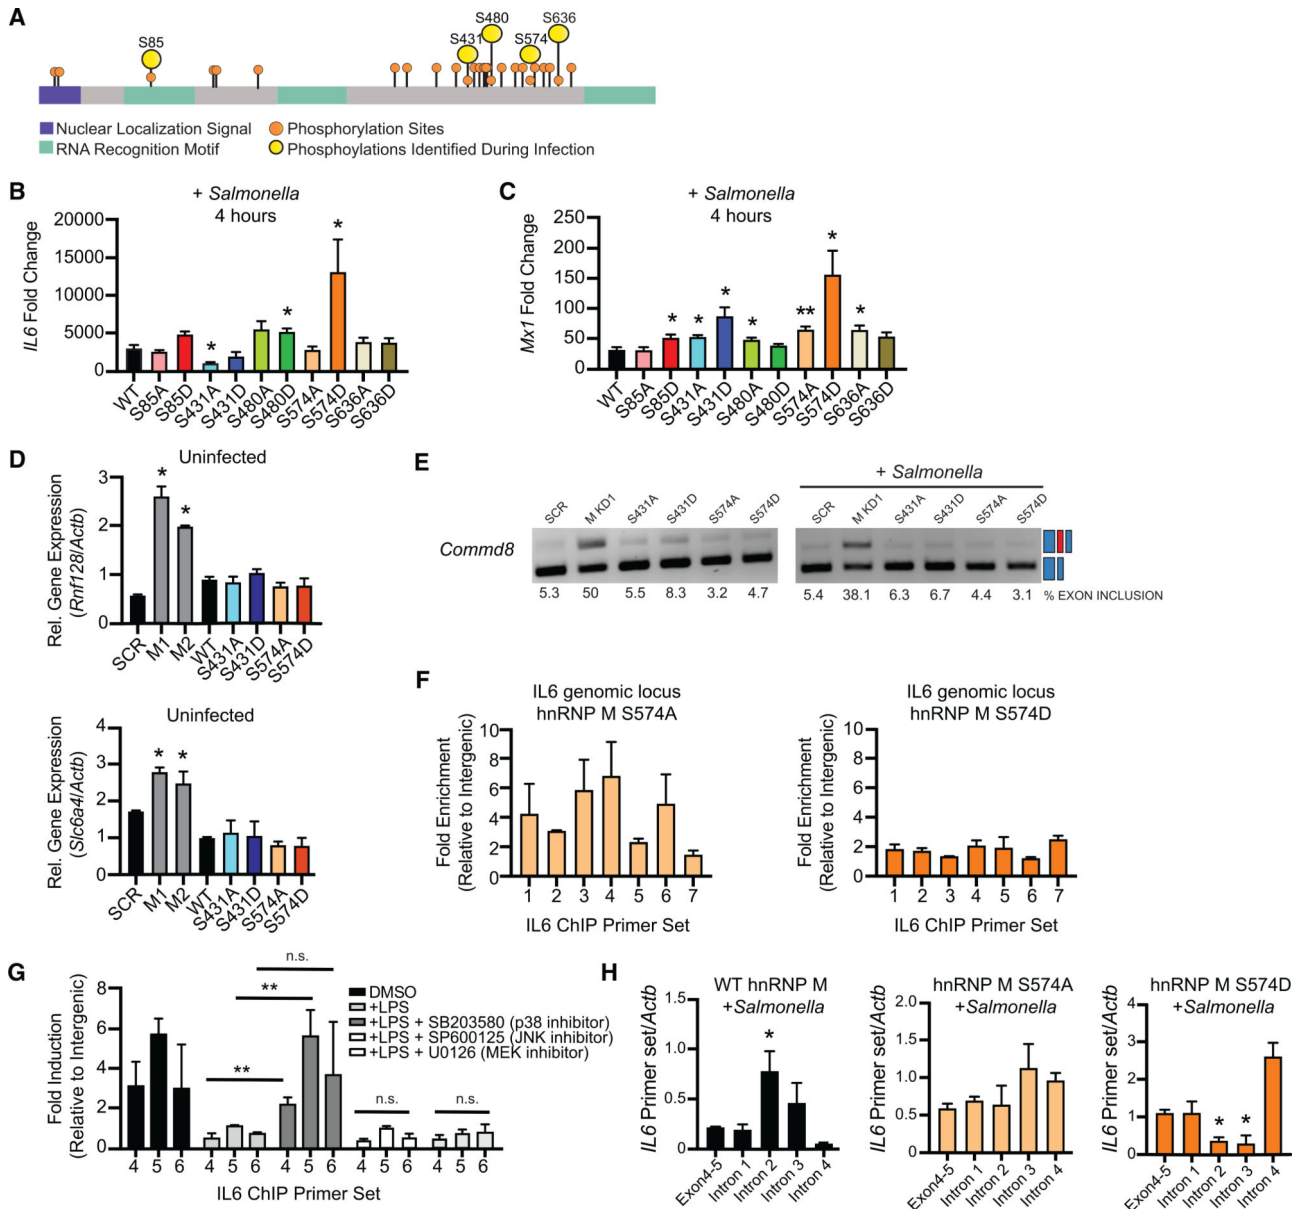 A
S85
S431
S480
S574
S636
Nuclear Localization Signal
Phosphorylation Sites
RNA Recognition Motif
Phosphoylations Identified During Infection
B
+ Salmonella
4 hours
IL6 Fold Change
20000
15000
10000
5000
0
*
*
*
WT
S85A
S85D
S431A
S431D
S480A
S480D
S574A
S574D
S636A
S636D
C
+ Salmonella
4 hours
Mx1 Fold Change
250
200
150
100
50
0
*
*
*
*
**
*
*
WT
S85A
S85D
S431A
S431D
S480A
S480D
S574A
S574D
S636A
S636D
D
Uninfected
Rel. Gene Expression
(Rnf128/Actb)
3
2
1
0
*
*
SCR
M1
M2
WT
S431A
S431D
S574A
S574D
Uninfected
Rel. Gene Expression
(Slc6a4/Actb)
4
3
2
1
0
*
*
SCR
M1
M2
WT
S431A
S431D
S574A
S574D
E
+ Salmonella
SCR
M KD1
S431A
S431D
S574A
S574D
SCR
M KD1
S431A
S431D
S574A
S574D
Commd8
5.3 50 5.5 8.3 3.2 4.7
5.4 38.1 6.3 6.7 4.4 3.1 % EXON INCLUSION
F
IL6 genomic locus
hnRNP M S574A
Fold Enrichment
(Relative to Intergenic)
10
8
6
4
2
0
1 2 3 4 5 6 7
IL6 ChIP Primer Set
IL6 genomic locus
hnRNP M S574D
Fold Enrichment
(Relative to Intergenic)
10
8
6
4
2
0
1 2 3 4 5 6 7
IL6 ChIP Primer Set
G
Fold Induction
(Relative to Intergenic)
8
6
4
2
0
n.s.
**
**
n.s.
n.s.
DMSO
+LPS
+LPS + SB203580 (p38 inhibitor)
+LPS + SP600125 (JNK inhibitor)
+LPS + U0126 (MEK inhibitor)
4 5 6 4 5 6 4 5 6 4 5 6 4 5 6
IL6 ChIP Primer Set
H
WT hnRNP M
+Salmonella
IL6 Primer set/Actb
1.5
1.0
0.5
0
*
Exon4-5
Intron 1
Intron 2
Intron 3
Intron 4
hnRNP M S574A
+Salmonella
IL6 Primer set/Actb
2.0
1.5
1.0
0.5
0
Exon4-5
Intron 1
Intron 2
Intron 3
Intron 4
hnRNP M S574D
+Salmonella
IL6 Primer set/Actb
4
3
2
1
0
*
*
Exon4-5
Intron 1
Intron 2
Intron 3
Intron 4